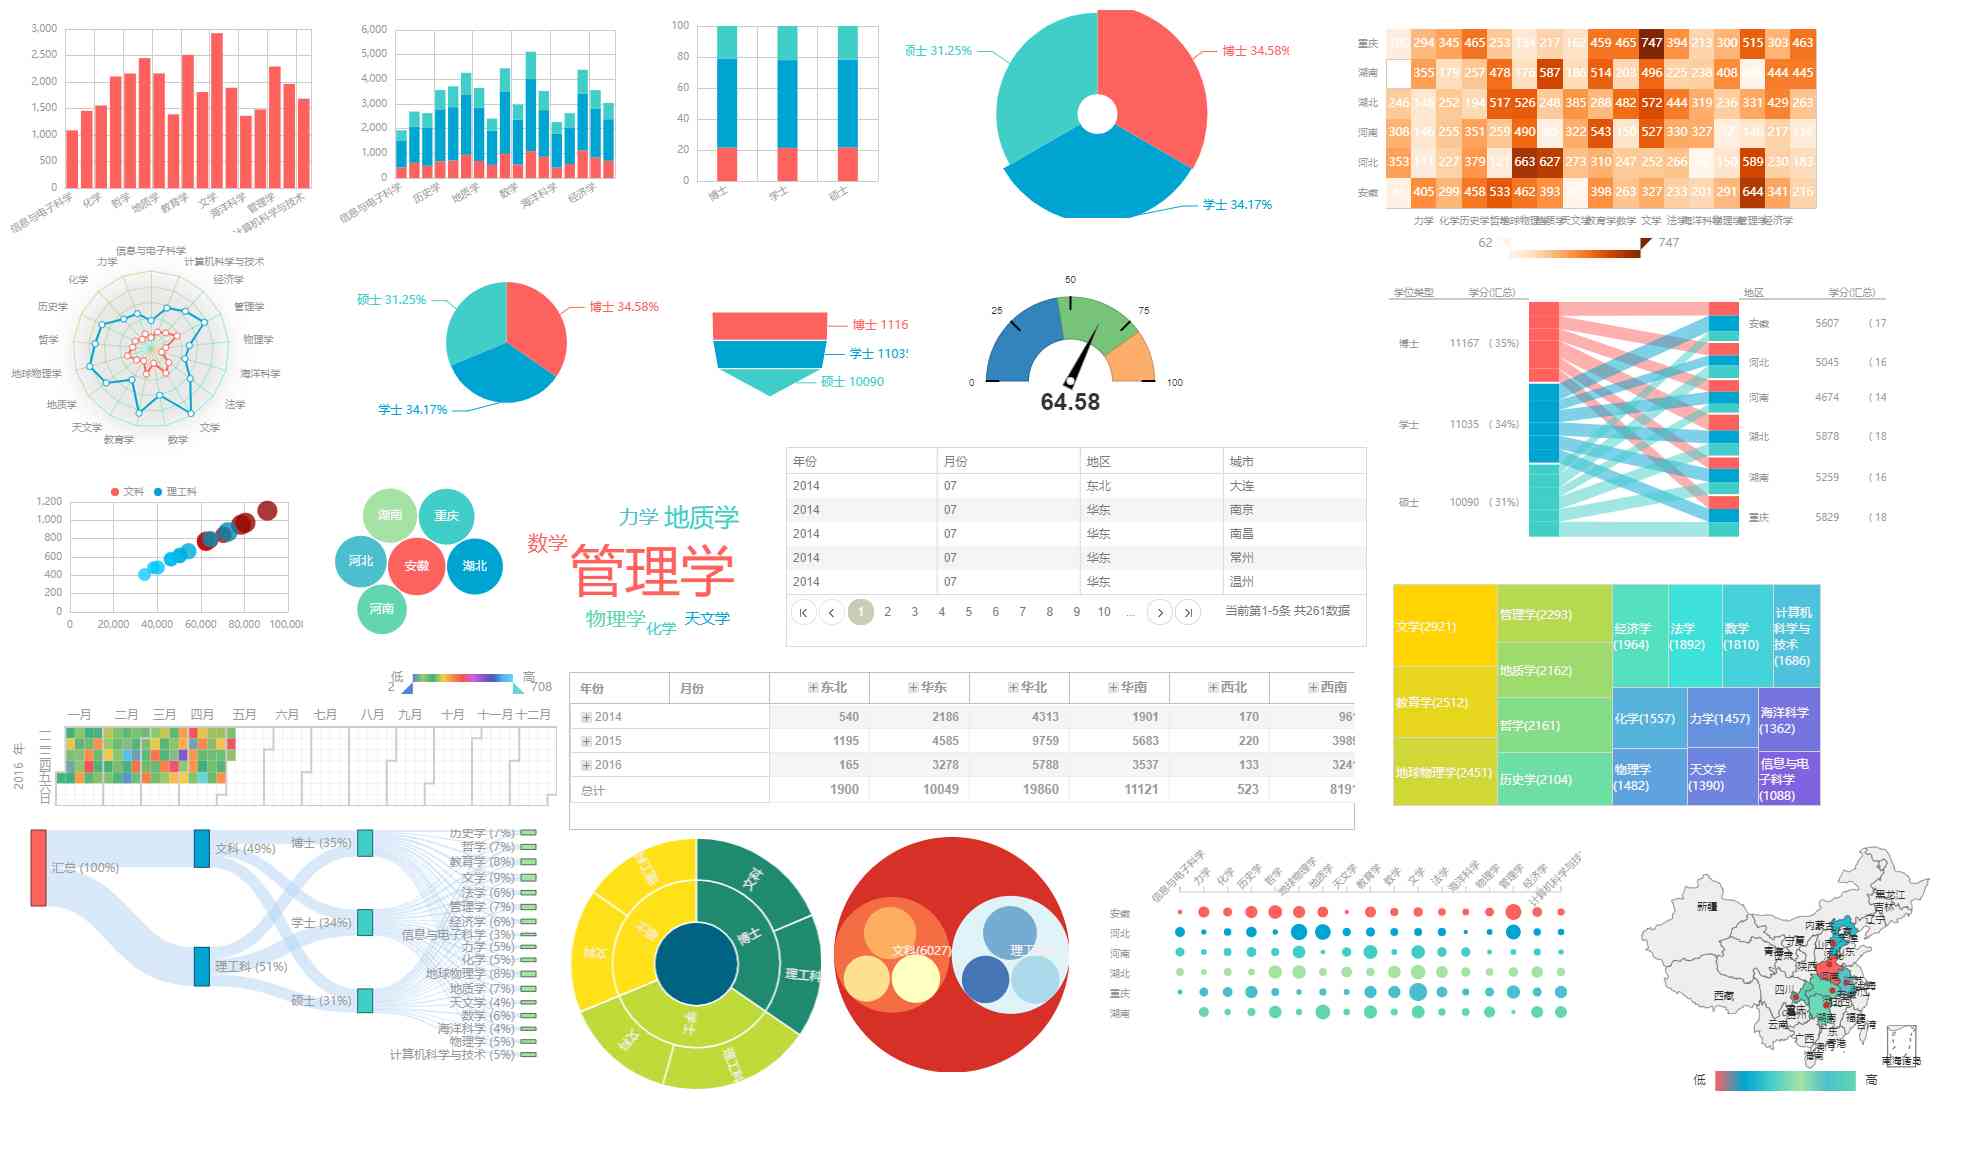 3,000
2,500
2,000
1,500
1,000
500
0
信息与电子科学
化学
哲学
地质学
教育学
文学
海洋科学
管理学
计算机科学与技术
6,000
5,000
4,000
3,000
2,000
1,000
0
信息与电子科学
历史学
地质学
数学
海洋科学
经济学
100
80
60
40
20
0
博士
学士
硕士
硕士 31.25%
博士 34.58%
学士 34.17%
重庆 294 345 465 253 217 459 465 747 394 213 300 515 303 463
湖南 355 179 257 478 176 587 186 514 203 496 225 238 408 444 445
湖北 246 148 252 194 517 526 248 385 288 482 572 444 319 236 331 429 263
河南 308 146 255 351 259 490 322 543 150 527 330 327 146 217
河北 353 227 379 663 627 273 310 247 252 266 150 589 230 183
安徽 405 299 458 533 462 393 398 263 327 233 201 291 644 341 216
力学 化学 历史学 哲学 地球物理学 地质学 天文学 教育学 数学 文学 法学 海洋科学 物理学 管理学 经济学
62
747
信息与电子科学
力学
计算机科学与技术
化学
经济学
历史学
管理学
哲学
物理学
地球物理学
海洋科学
地质学
法学
天文学
文学
教育学
数学
硕士 31.25%
博士 34.58%
学士 34.17%
博士 1116
学士 1103
硕士 10090
0
25
50
75
100
64.58
学位类型 学分(汇总) 地区 学分(汇总)
博士 11167 (35%)
学士 11035 (34%)
硕士 10090 (31%)
安徽 5607 (17
河北 5045 (16
河南 4674 (14
湖北 5878 (18
湖南 5259 (16
重庆 5829 (18
文科 理工科
1,200
1,000
800
600
400
200
0
0 20,000 40,000 60,000 80,000 100,00
湖南
重庆
河北
安徽
湖北
河南
力学
地质学
数学
管理学
物理学
化学
天文学
年份 月份 地区 城市
2014 07 东北 大连
2014 07 华东 南京
2014 07 华东 南昌
2014 07 华东 常州
2014 07 华东 温州
1 2 3 4 5 6 7 8 9 10 ... 当前第1-5条 共261数据
文学(2921)
教育学(2512)
地球物理学(2451)
管理学(2293)
地质学(2162)
哲学(2161)
历史学(2104)
经济学
(1964)
法学
(1892)
数学
(1810)
计算机
科学与
技术
(1686)
化学(1557)
力学(1457)
海洋科学
(1362)
物理学
(1482)
天文学
(1390)
信息与电
子科学
(1088)
低
高
2
708
一月 二月 三月 四月 五月 六月 七月 八月 九月 十月 十一月 十二月
2016 年
一
二
三
四
五
六
日
年份 月份 东北 华东 华北 华南 西北 西南
2014 540 2186 4313 1901 170 96
2015 1195 4585 9759 5683 220 398
2016 165 3278 5788 3537 133 324
总计 1900 10049 19860 11121 523 819
汇总 (100%)
文科 (49%)
理工科 (51%)
博士 (35%)
学士 (34%)
硕士 (31%)
历史学 (7%)
哲学 (7%)
教育学 (8%)
文学 (9%)
法学 (6%)
管理学 (7%)
经济学 (6%)
信息与电子科学 (3%)
力学 (5%)
化学 (5%)
地球物理学 (8%)
地质学 (7%)
天文学 (4%)
数学 (6%)
海洋科学 (4%)
物理学 (5%)
计算机科学与技术 (5%)
博士
文科
理工科
学士
理工科
文科
硕士
文科
理工科
文科(6027)
理工
信息与电子科学
力学
化学
历史学
哲学
地球物理学
地质学
天文学
教育学
数学
文学
法学
海洋科学
物理学
管理学
经济学
计算机科学与技
安徽
河北
河南
湖北
重庆
湖南
黑龙江
吉林
辽宁
新疆
内蒙古
宁夏
山西
山东
青海
陕西
河南
四川
西藏
湖南
福建
云南
台湾
广西
香港
海南
南海诸岛
低
高